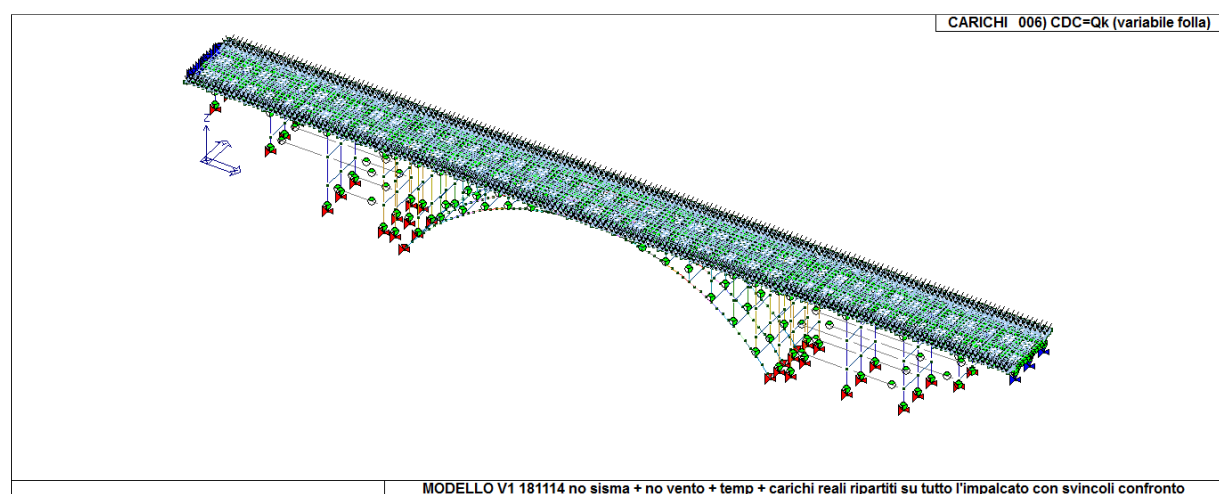 CARICHI 006) CDC=Qk (variabile folla)
Z
MODELLO V1 181114 no sisma + no vento + temp + carichi reali ripartiti su tutto l'impalcato con svincoli confronto